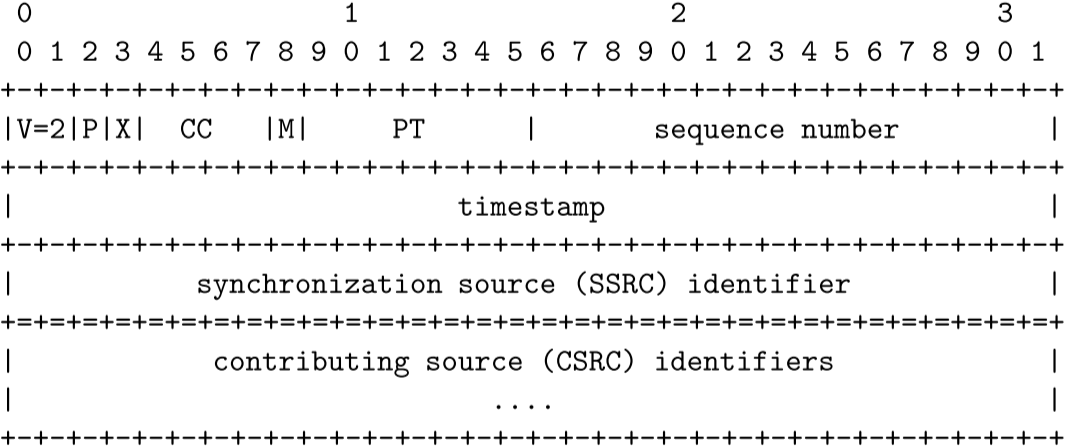 0                   1                   2                   3
 0 1 2 3 4 5 6 7 8 9 0 1 2 3 4 5 6 7 8 9 0 1 2 3 4 5 6 7 8 9 0 1
+-+-+-+-+-+-+-+-+-+-+-+-+-+-+-+-+-+-+-+-+-+-+-+-+-+-+-+-+-+-+-+-+
|V=2|P|X|  CC   |M|     PT        |       sequence number         |
+-+-+-+-+-+-+-+-+-+-+-+-+-+-+-+-+-+-+-+-+-+-+-+-+-+-+-+-+-+-+-+-+
|                           timestamp                           |
+-+-+-+-+-+-+-+-+-+-+-+-+-+-+-+-+-+-+-+-+-+-+-+-+-+-+-+-+-+-+-+-+
|           synchronization source (SSRC) identifier            |
+=+=+=+=+=+=+=+=+=+=+=+=+=+=+=+=+=+=+=+=+=+=+=+=+=+=+=+=+=+=+=+=+
|            contributing source (CSRC) identifiers             |
|                             ....                              |
+-+-+-+-+-+-+-+-+-+-+-+-+-+-+-+-+-+-+-+-+-+-+-+-+-+-+-+-+-+-+-+-+